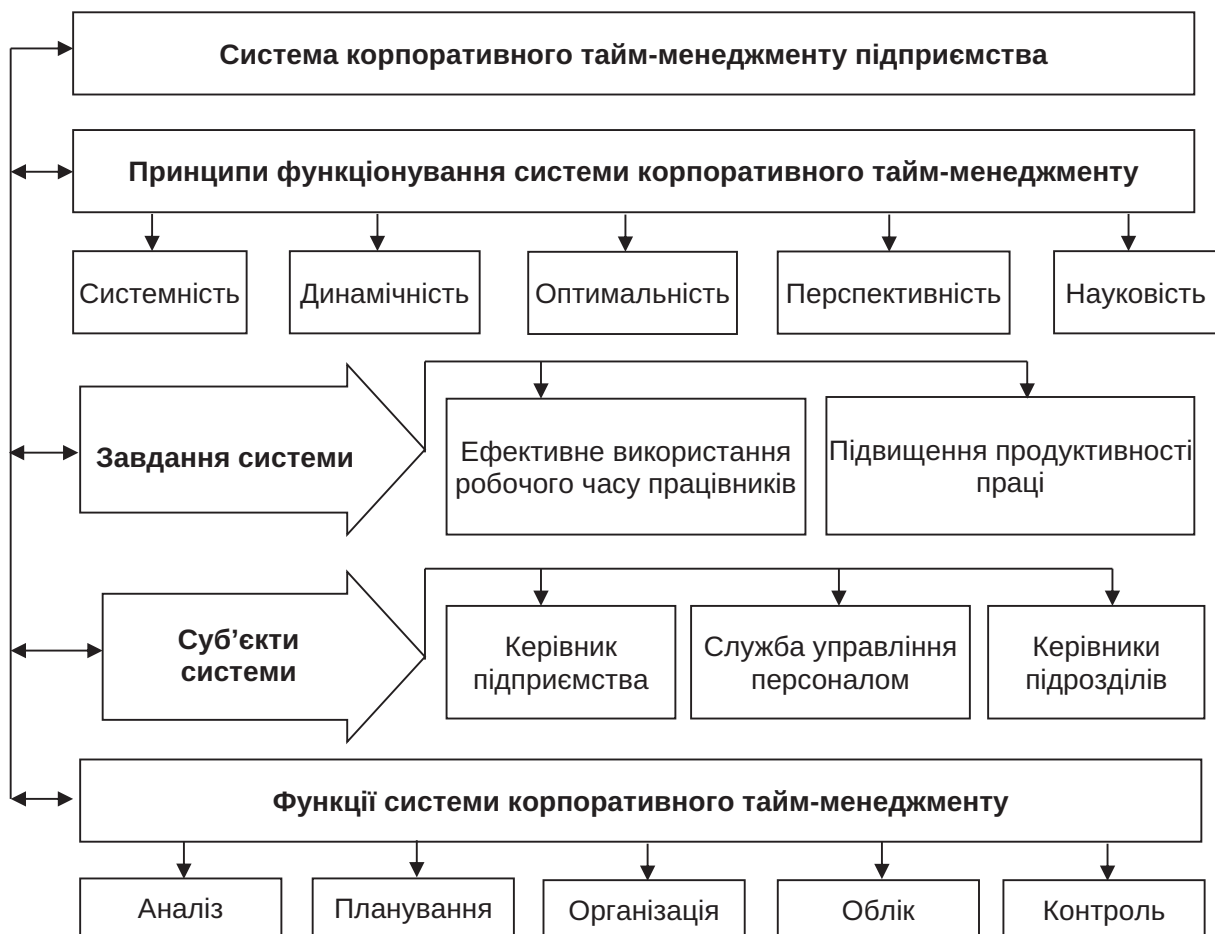 Система корпоративного тайм-менеджменту підприємства
Принципи функціонування системи корпоративного тайм-менеджменту
Системність
Динамічність
Оптимальність
Перспективність
Науковість
Завдання системи
Ефективне використання
робочого часу працівників
Підвищення продуктивності
праці
Суб’єкти
системи
Керівник
підприємства
Служба управління
персоналом
Керівники
підрозділів
Функції системи корпоративного тайм-менеджменту
Аналіз
Планування
Організація
Облік
Контроль